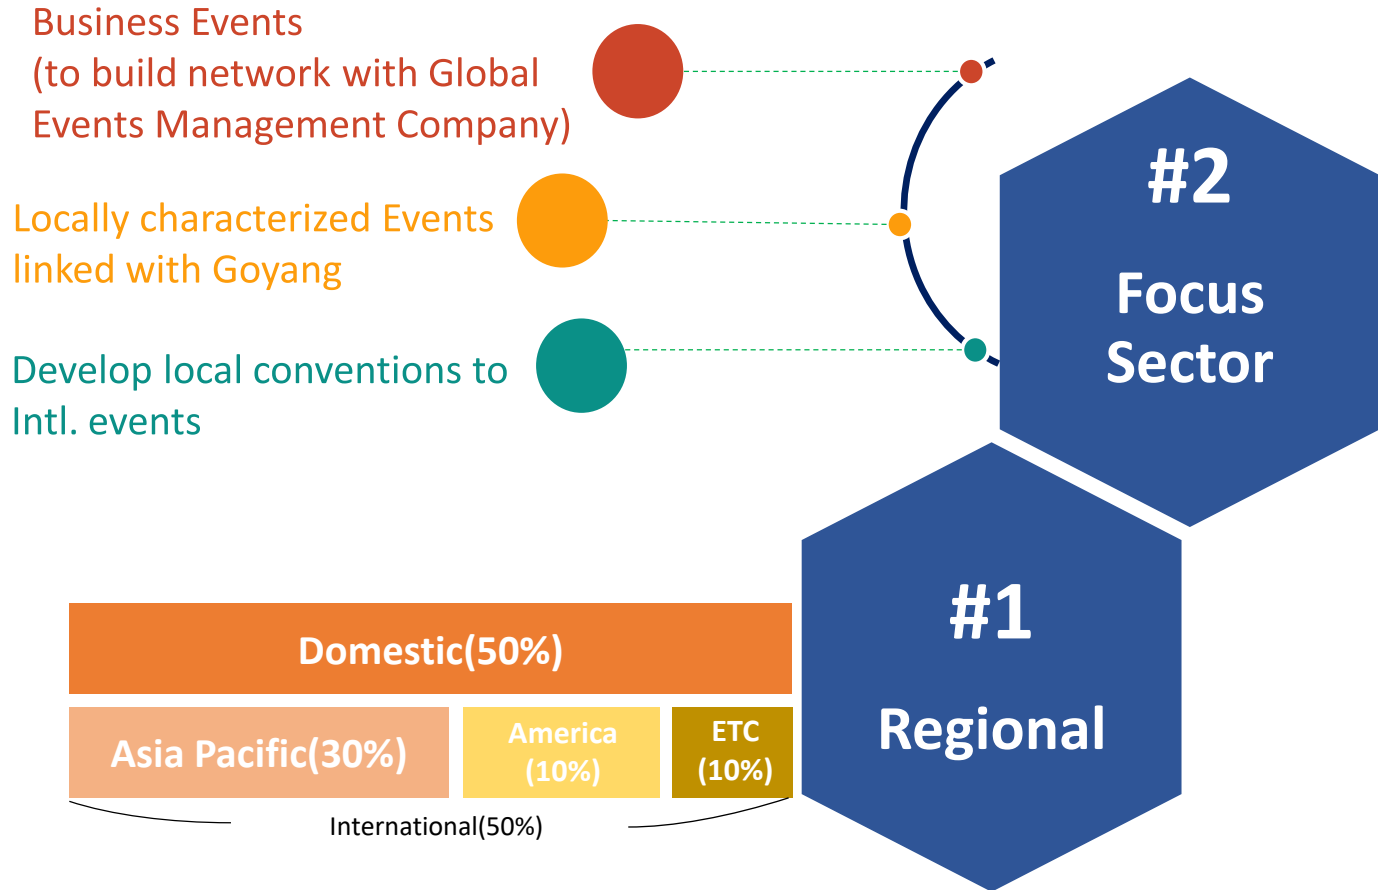 Business Events
(to build network with Global
Events Management Company)
Locally characterized Events
linked with Goyang
Develop local conventions to
Intl. events
#2
Focus
Sector
#1
Regional
Domestic(50%)
Asia Pacific(30%)
America
(10%)
ETC
(10%)
International(50%)